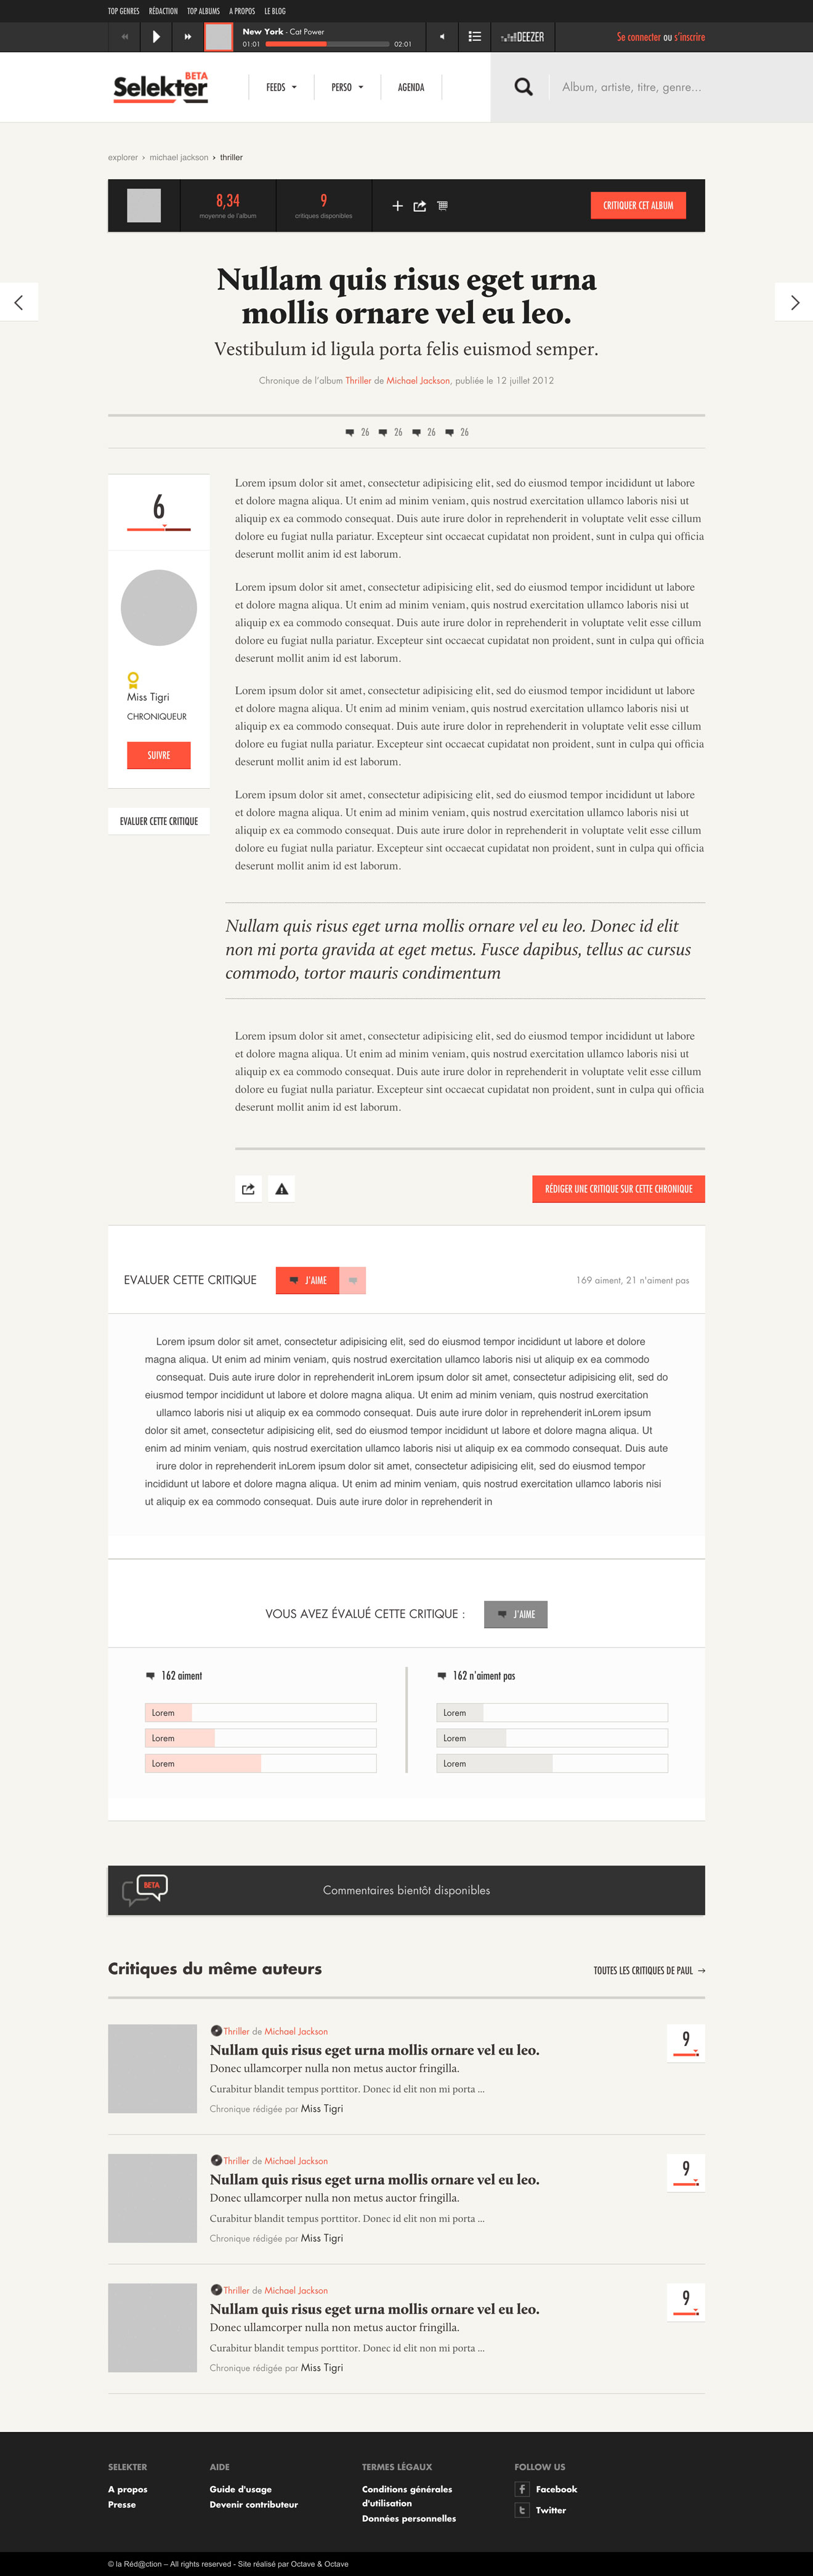 TOP GENRES RÉDACTION TOP ALBUMS A PROPOS LE BLOG
New York - Cat Power
01:01 02:01
DEEZER
Se connecter ou s'inscrire
BETA
Selekter
FEEDS PERSO AGENDA
Album, artiste, titre, genre...
explorer › michael jackson › thriller
8,34
moyenne de l'album
9
critiques disponibles
CRITIQUER CET ALBUM
Nullam quis risus eget urna
mollis ornare vel eu leo.
Vestibulum id ligula porta felis euismod semper.
Chronique de l'album Thriller de Michael Jackson, publiée le 12 juillet 2012
26 26 26 26
6
Miss Tigri
CHRONIQUEUR
SUIVRE
EVALUER CETTE CRITIQUE
Lorem ipsum dolor sit amet, consectetur adipisicing elit, sed do eiusmod tempor incididunt ut labore
et dolore magna aliqua. Ut enim ad minim veniam, quis nostrud exercitation ullamco laboris nisi ut
aliquip ex ea commodo consequat. Duis aute irure dolor in reprehenderit in voluptate velit esse cillum
dolore eu fugiat nulla pariatur. Excepteur sint occaecat cupidatat non proident, sunt in culpa qui officia
deserunt mollit anim id est laborum.
Lorem ipsum dolor sit amet, consectetur adipisicing elit, sed do eiusmod tempor incididunt ut labore
et dolore magna aliqua. Ut enim ad minim veniam, quis nostrud exercitation ullamco laboris nisi ut
aliquip ex ea commodo consequat. Duis aute irure dolor in reprehenderit in voluptate velit esse cillum
dolore eu fugiat nulla pariatur. Excepteur sint occaecat cupidatat non proident, sunt in culpa qui officia
deserunt mollit anim id est laborum.
Lorem ipsum dolor sit amet, consectetur adipisicing elit, sed do eiusmod tempor incididunt ut labore
et dolore magna aliqua. Ut enim ad minim veniam, quis nostrud exercitation ullamco laboris nisi ut
aliquip ex ea commodo consequat. Duis aute irure dolor in reprehenderit in voluptate velit esse cillum
dolore eu fugiat nulla pariatur. Excepteur sint occaecat cupidatat non proident, sunt in culpa qui officia
deserunt mollit anim id est laborum.
Lorem ipsum dolor sit amet, consectetur adipisicing elit, sed do eiusmod tempor incididunt ut labore
et dolore magna aliqua. Ut enim ad minim veniam, quis nostrud exercitation ullamco laboris nisi ut
aliquip ex ea commodo consequat. Duis aute irure dolor in reprehenderit in voluptate velit esse cillum
dolore eu fugiat nulla pariatur. Excepteur sint occaecat cupidatat non proident, sunt in culpa qui officia
deserunt mollit anim id est laborum.
Nullam quis risus eget urna mollis ornare vel eu leo. Donec id elit
non mi porta gravida at eget metus. Fusce dapibus, tellus ac cursus
commodo, tortor mauris condimentum
Lorem ipsum dolor sit amet, consectetur adipisicing elit, sed do eiusmod tempor incididunt ut labore
et dolore magna aliqua. Ut enim ad minim veniam, quis nostrud exercitation ullamco laboris nisi ut
aliquip ex ea commodo consequat. Duis aute irure dolor in reprehenderit in voluptate velit esse cillum
dolore eu fugiat nulla pariatur. Excepteur sint occaecat cupidatat non proident, sunt in culpa qui officia
deserunt mollit anim id est laborum.
RÉDIGER UNE CRITIQUE SUR CETTE CHRONIQUE
EVALUER CETTE CRITIQUE J'AIME 169 aiment, 21 n'aiment pas
Lorem ipsum dolor sit amet, consectetur adipisicing elit, sed do eiusmod tempor incididunt ut labore et dolore
magna aliqua. Ut enim ad minim veniam, quis nostrud exercitation ullamco laboris nisi ut aliquip ex ea commodo
consequat. Duis aute irure dolor in reprehenderit inLorem ipsum dolor sit amet, consectetur adipisicing elit, sed do
eiusmod tempor incididunt ut labore et dolore magna aliqua. Ut enim ad minim veniam, quis nostrud exercitation
ullamco laboris nisi ut aliquip ex ea commodo consequat. Duis aute irure dolor in reprehenderit inLorem ipsum
dolor sit amet, consectetur adipisicing elit, sed do eiusmod tempor incididunt ut labore et dolore magna aliqua. Ut
enim ad minim veniam, quis nostrud exercitation ullamco laboris nisi ut aliquip ex ea commodo consequat. Duis aute
irure dolor in reprehenderit inLorem ipsum dolor sit amet, consectetur adipisicing elit, sed do eiusmod tempor
incididunt ut labore et dolore magna aliqua. Ut enim ad minim veniam, quis nostrud exercitation ullamco laboris nisi
ut aliquip ex ea commodo consequat. Duis aute irure dolor in reprehenderit in
VOUS AVEZ ÉVALUÉ CETTE CRITIQUE : J'AIME
162 aiment
Lorem
Lorem
Lorem
162 n'aiment pas
Lorem
Lorem
Lorem
BETA
Commentaires bientôt disponibles
Critiques du même auteurs
TOUTES LES CRITIQUES DE PAUL →
Thriller de Michael Jackson
Nullam quis risus eget urna mollis ornare vel eu leo.
Donec ullamcorper nulla non metus auctor fringilla.
Curabitur blandit tempus porttitor. Donec id elit non mi porta ...
Chronique rédigée par Miss Tigri
9
Thriller de Michael Jackson
Nullam quis risus eget urna mollis ornare vel eu leo.
Donec ullamcorper nulla non metus auctor fringilla.
Curabitur blandit tempus porttitor. Donec id elit non mi porta ...
Chronique rédigée par Miss Tigri
9
Thriller de Michael Jackson
Nullam quis risus eget urna mollis ornare vel eu leo.
Donec ullamcorper nulla non metus auctor fringilla.
Curabitur blandit tempus porttitor. Donec id elit non mi porta ...
Chronique rédigée par Miss Tigri
9
SELEKTER
A propos
Presse
AIDE
Guide d'usage
Devenir contributeur
TERMES LÉGAUX
Conditions générales
d'utilisation
Données personnelles
FOLLOW US
Facebook
Twitter
© la Réd@ction – All rights reserved - Site réalisé par Octave & Octave